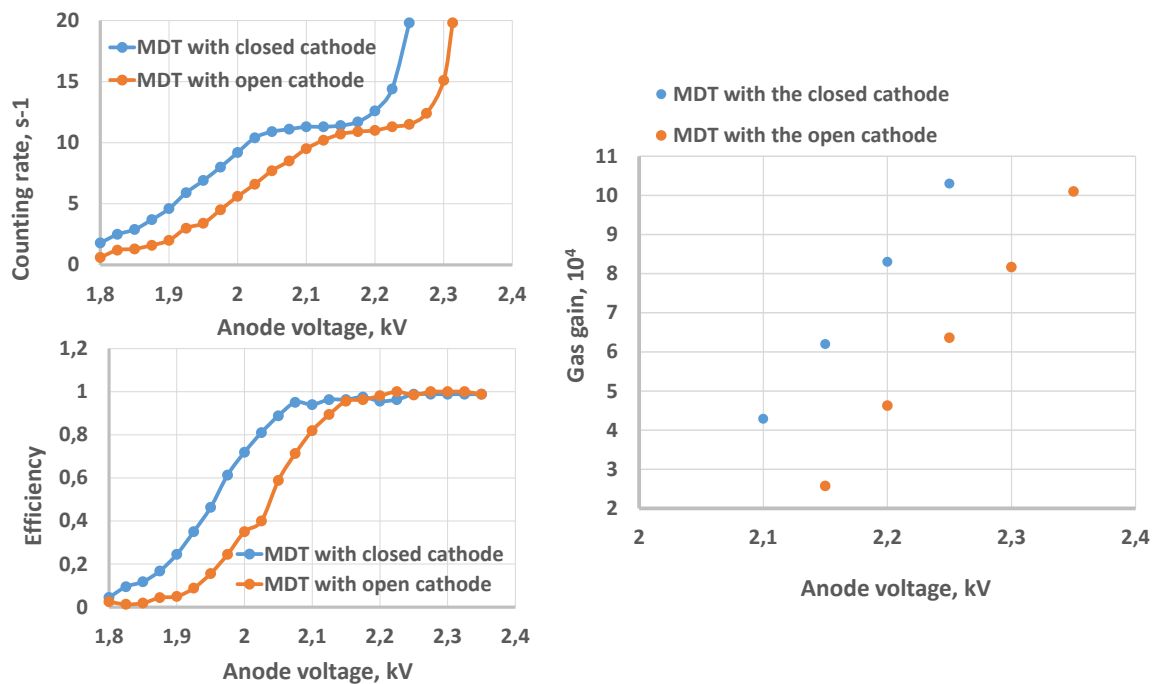 Counting rate, s-1
20
15
10
5
0
MDT with closed cathode
MDT with open cathode
1,8 1,9 2 2,1 2,2 2,3 2,4
Anode voltage, kV
Efficiency
1,2
1
0,8
0,6
0,4
0,2
0
MDT with closed cathode
MDT with open cathode
1,8 1,9 2 2,1 2,2 2,3 2,4
Anode voltage, kV
MDT with the closed cathode
MDT with the open cathode
Gas gain, 10⁴
11
10
9
8
7
6
5
4
3
2
2 2,1 2,2 2,3 2,4
Anode voltage, kV